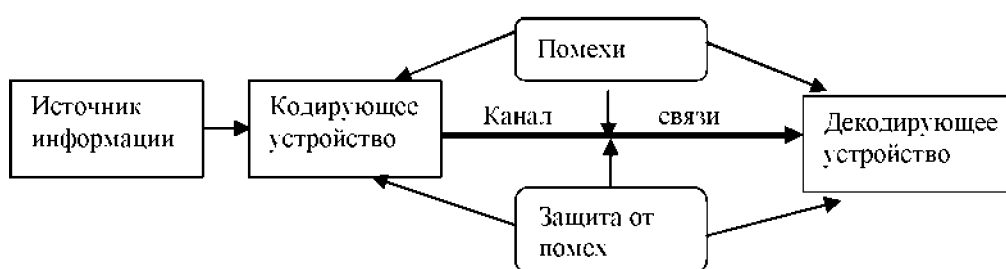 Помехи
Источник
информации
Кодирующее
устройство
Канал связи
Декодирующее
устройство
Защита от
помех